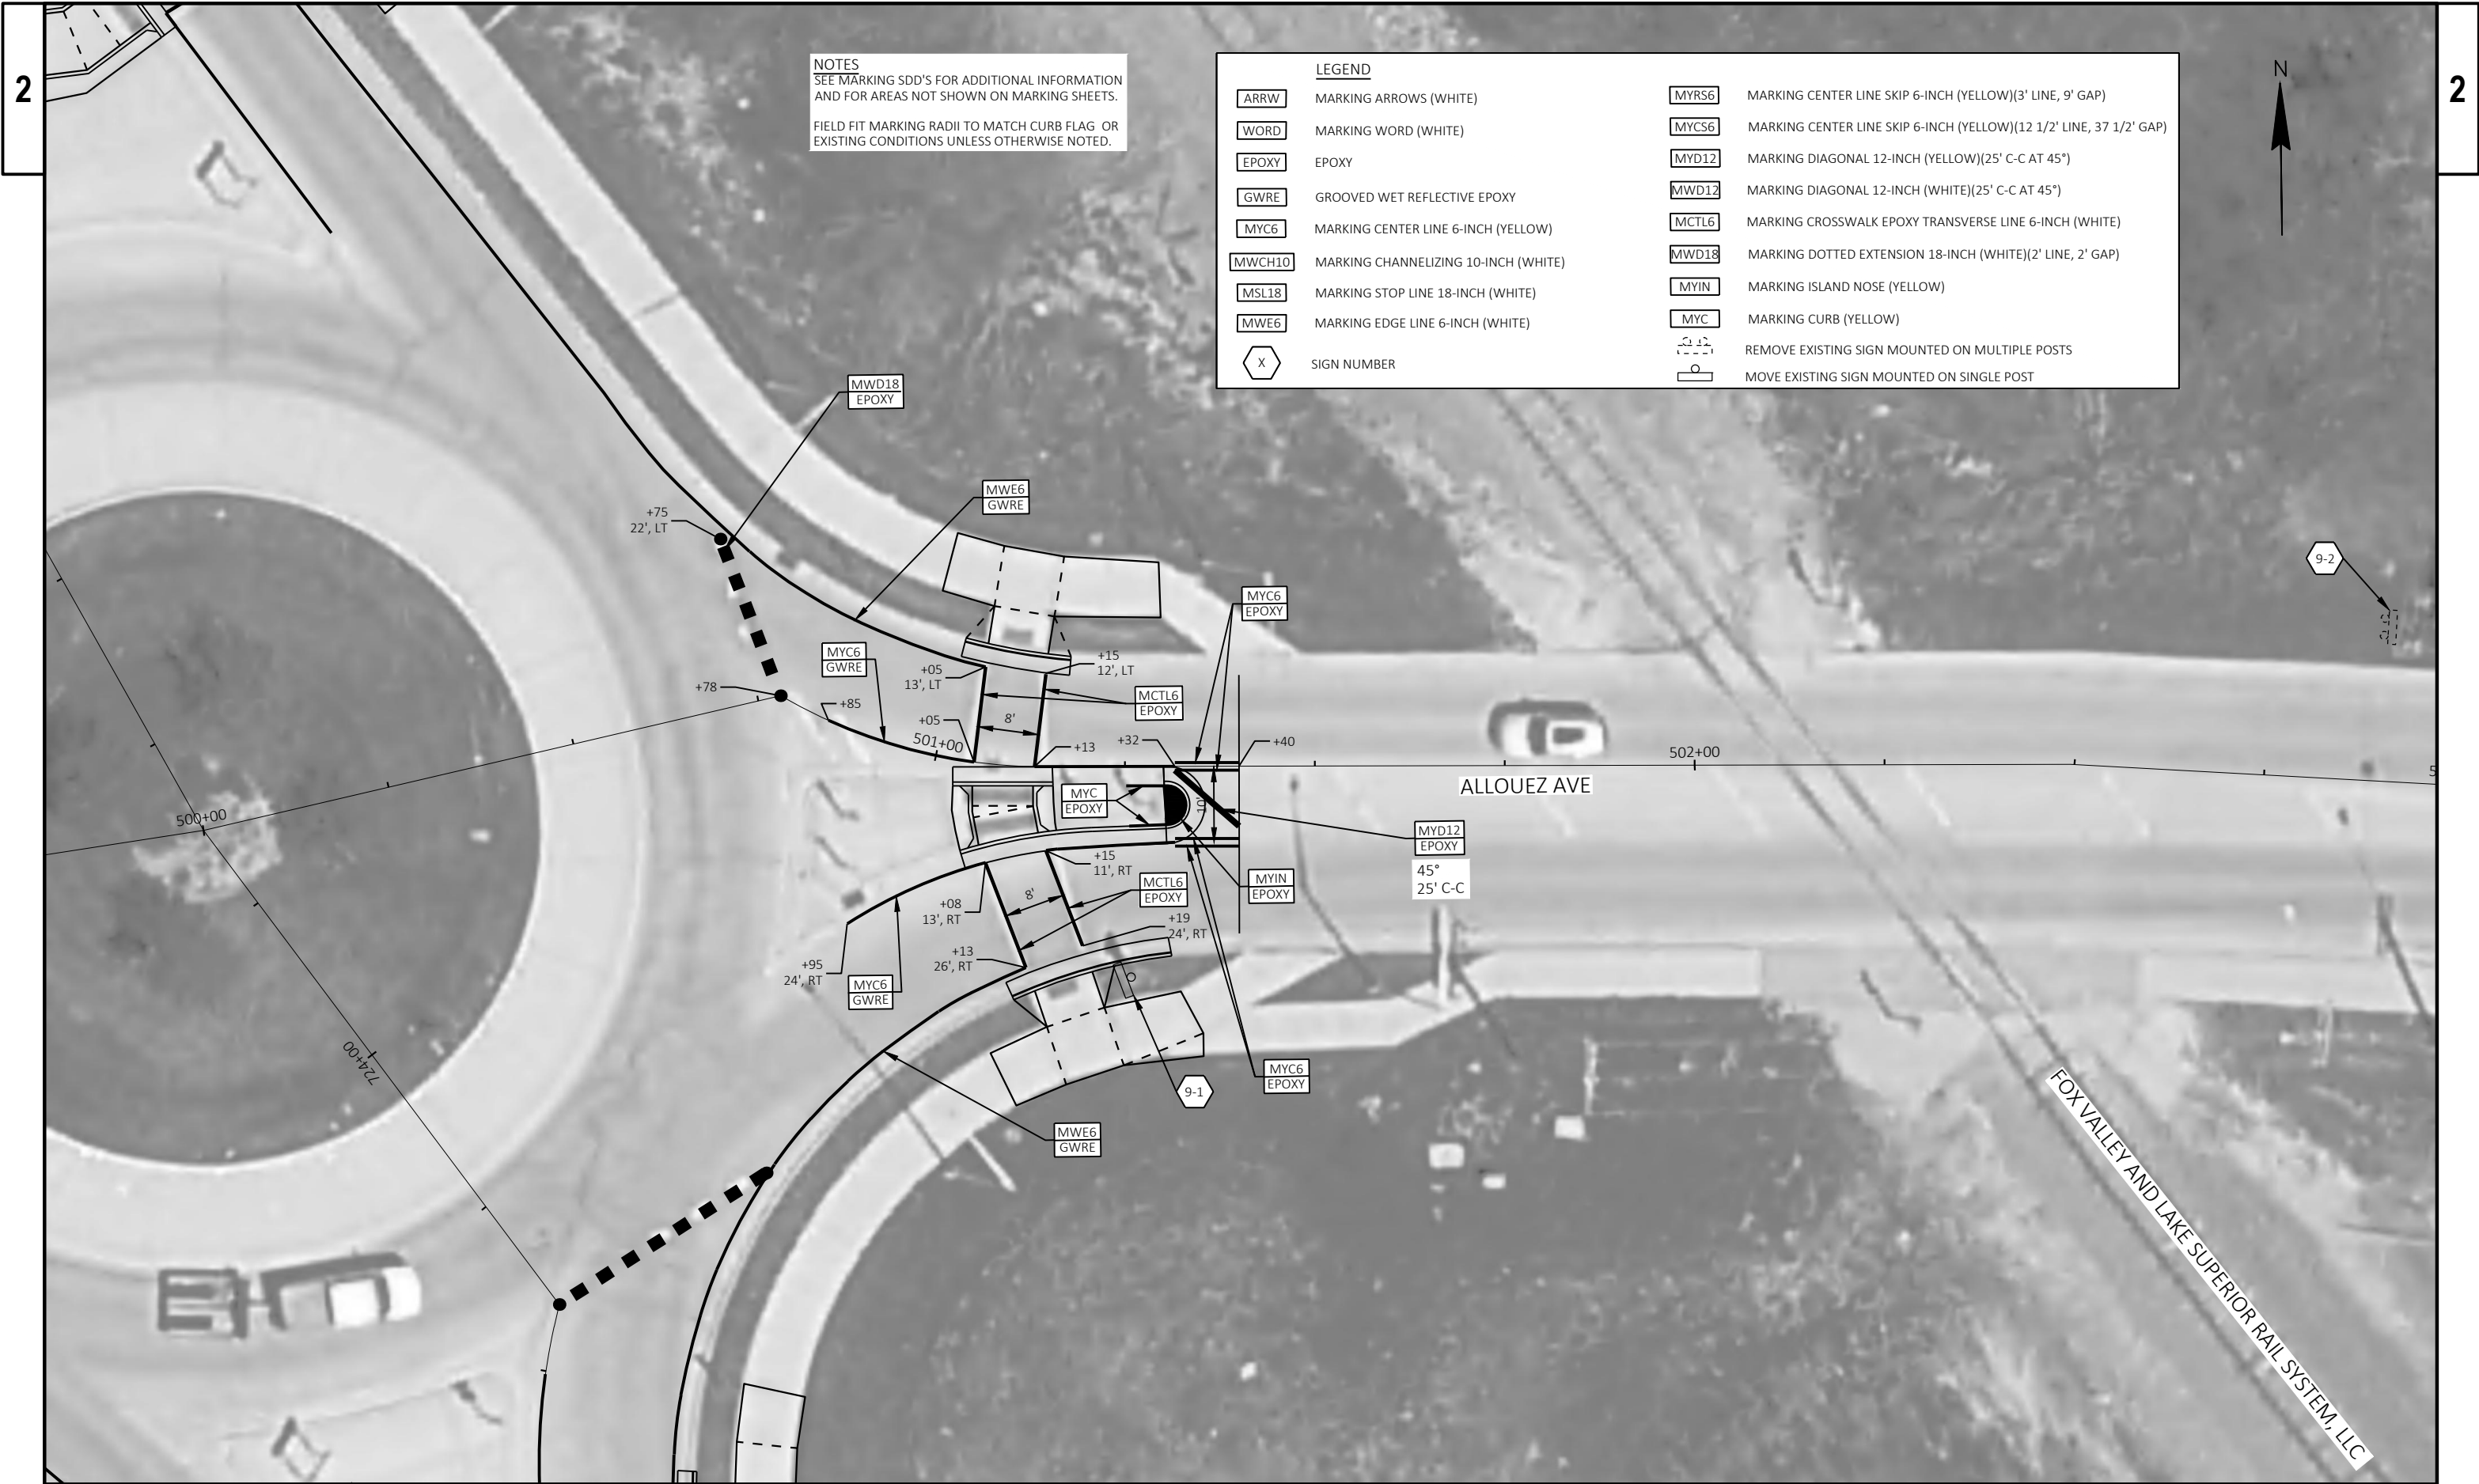 2
2
NOTES
SEE MARKING SDD'S FOR ADDITIONAL INFORMATION
AND FOR AREAS NOT SHOWN ON MARKING SHEETS.
FIELD FIT MARKING RADII TO MATCH CURB FLAG OR
EXISTING CONDITIONS UNLESS OTHERWISE NOTED.
LEGEND
ARRW MARKING ARROWS (WHITE)
WORD MARKING WORD (WHITE)
EPOXY EPOXY
GWRE GROOVED WET REFLECTIVE EPOXY
MYC6 MARKING CENTER LINE 6-INCH (YELLOW)
MWCH10 MARKING CHANNELIZING 10-INCH (WHITE)
MSL18 MARKING STOP LINE 18-INCH (WHITE)
MWE6 MARKING EDGE LINE 6-INCH (WHITE)
X SIGN NUMBER
MYRS6 MARKING CENTER LINE SKIP 6-INCH (YELLOW)(3' LINE, 9' GAP)
MYCS6 MARKING CENTER LINE SKIP 6-INCH (YELLOW)(12 1/2' LINE, 37 1/2' GAP)
MYD12 MARKING DIAGONAL 12-INCH (YELLOW)(25' C-C AT 45°)
MWD12 MARKING DIAGONAL 12-INCH (WHITE)(25' C-C AT 45°)
MCTL6 MARKING CROSSWALK EPOXY TRANSVERSE LINE 6-INCH (WHITE)
MWD18 MARKING DOTTED EXTENSION 18-INCH (WHITE)(2' LINE, 2' GAP)
MYIN MARKING ISLAND NOSE (YELLOW)
MYC MARKING CURB (YELLOW)
REMOVE EXISTING SIGN MOUNTED ON MULTIPLE POSTS
MOVE EXISTING SIGN MOUNTED ON SINGLE POST
N
MWD18
EPOXY
MWE6
GWRE
+75
22', LT
9-2
MYC6
EPOXY
MYC6
GWRE
+05
13', LT
+15
12', LT
+78
+85
MCTL6
EPOXY
+05
8'
501+00
+13
+32
+40
502+00
5
ALLOUEZ AVE
MYC
EPOXY
10'
500+00
MYD12
EPOXY
45°
25' C-C
+15
11', RT
MCTL6
EPOXY
MYIN
EPOXY
8'
+08
13', RT
+19
24', RT
+13
26', RT
+95
24', RT
MYC6
GWRE
724+00
9-1
MYC6
EPOXY
MWE6
GWRE
FOX VALLEY AND LAKE SUPERIOR RAIL SYSTEM, LLC